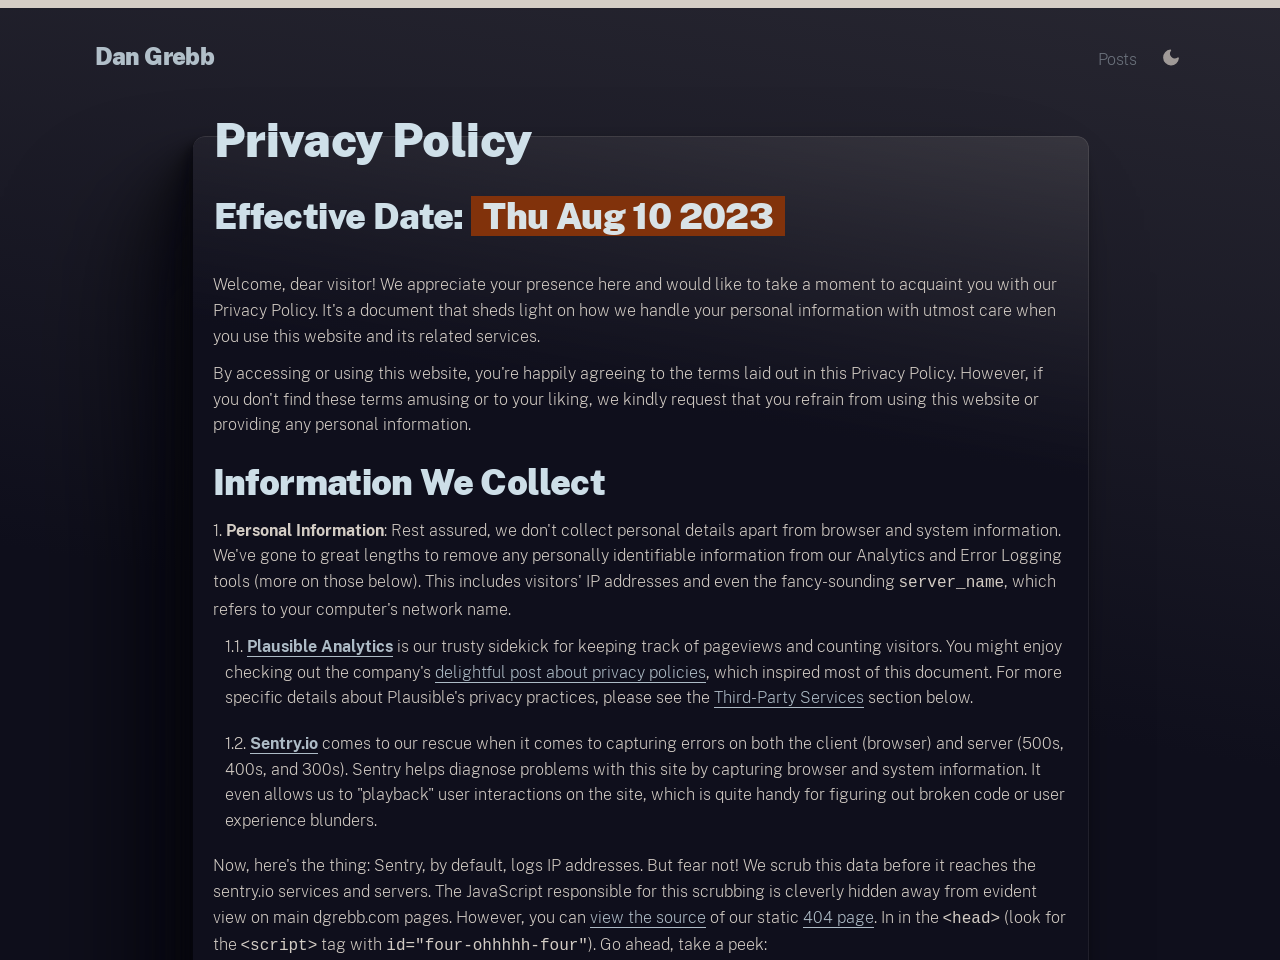 Dan Grebb
Posts
Privacy Policy
Effective Date: Thu Aug 10 2023
Welcome, dear visitor! We appreciate your presence here and would like to take a moment to acquaint you with our
Privacy Policy. It's a document that sheds light on how we handle your personal information with utmost care when
you use this website and its related services.
By accessing or using this website, you're happily agreeing to the terms laid out in this Privacy Policy. However, if
you don't find these terms amusing or to your liking, we kindly request that you refrain from using this website or
providing any personal information.
Information We Collect
1. Personal Information: Rest assured, we don't collect personal details apart from browser and system information.
We've gone to great lengths to remove any personally identifiable information from our Analytics and Error Logging
tools (more on those below). This includes visitors' IP addresses and even the fancy-sounding server_name, which
refers to your computer's network name.
1.1. Plausible Analytics is our trusty sidekick for keeping track of pageviews and counting visitors. You might enjoy
checking out the company's delightful post about privacy policies, which inspired most of this document. For more
specific details about Plausible's privacy practices, please see the Third-Party Services section below.
1.2. Sentry.io comes to our rescue when it comes to capturing errors on both the client (browser) and server (500s,
400s, and 300s). Sentry helps diagnose problems with this site by capturing browser and system information. It
even allows us to "playback" user interactions on the site, which is quite handy for figuring out broken code or user
experience blunders.
Now, here's the thing: Sentry, by default, logs IP addresses. But fear not! We scrub this data before it reaches the
sentry.io services and servers. The JavaScript responsible for this scrubbing is cleverly hidden away from evident
view on main dgrebb.com pages. However, you can view the source of our static 404 page. In in the <head> (look for
the <script> tag with id="four-ohhhhh-four"). Go ahead, take a peek: